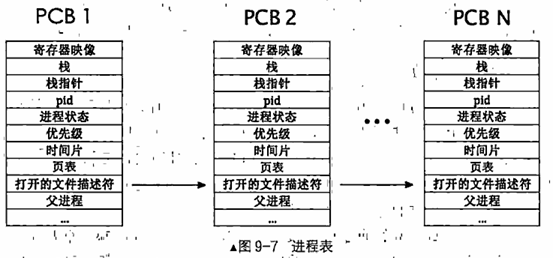 PCB 1
PCB 2
PCB N
寄存器映像
栈
栈指针
pid
进程状态
优先级
时间片
页表
打开的文件描述符
父进程
...
寄存器映像
栈
栈指针
pid
进程状态
优先级
时间片
页表
打开的文件描述符
父进程
...
•••
寄存器映像
栈
栈指针
pid
进程状态
优先级
时间片
页表
打开的文件描述符
父进程
...
▲图9-7 进程表